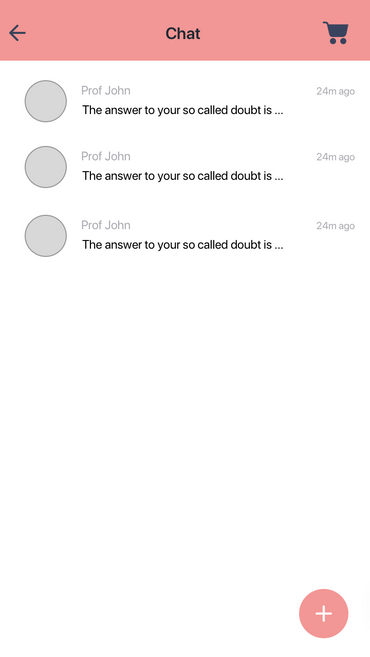 Chat
Prof John
24m ago
The answer to your so called doubt is ...
Prof John
24m ago
The answer to your so called doubt is ...
Prof John
24m ago
The answer to your so called doubt is ...